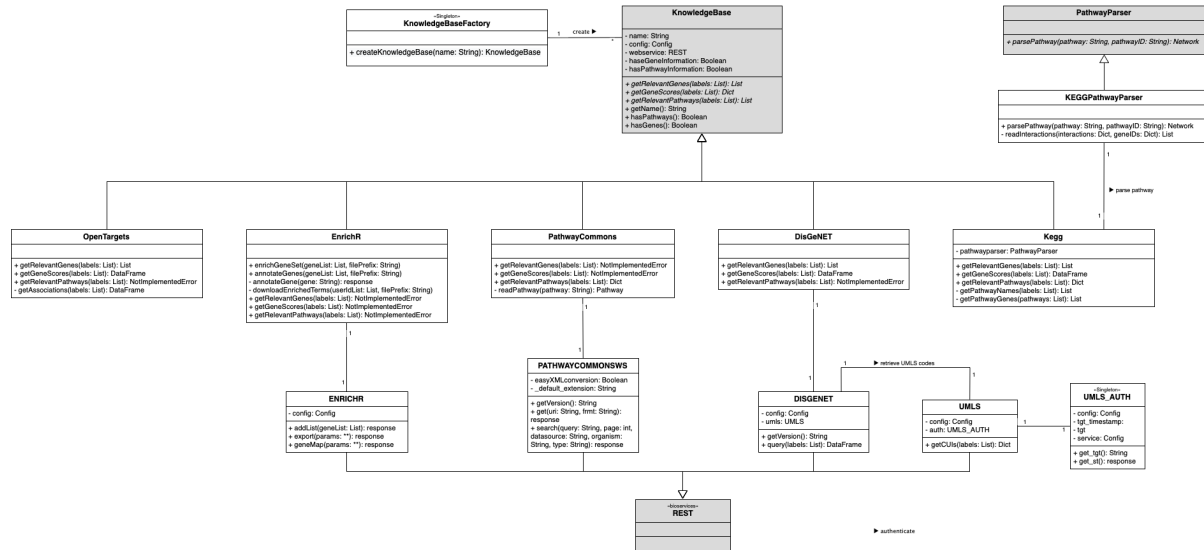 «Singleton»
KnowledgeBaseFactory
+ createKnowledgeBase(name: String): KnowledgeBase
1
create ▶
*
KnowledgeBase
- name: String
- config: Config
- webservice: REST
- haseGeneInformation: Boolean
- hasPathwayInformation: Boolean
+ getRelevantGenes(labels: List): List
+ getGeneScores(labels: List): Dict
+ getRelevantPathways(labels: List): List
+ getName(): String
+ hasPathways(): Boolean
+ hasGenes(): Boolean
PathwayParser
+ parsePathway(pathway: String, pathwayID: String): Network
KEGGPathwayParser
+ parsePathway(pathway: String, pathwayID: String): Network
- readInteractions(interactions: Dict, geneIDs: Dict): List
1
▶ parse pathway
1
OpenTargets
+ getRelevantGenes(labels: List): List
+ getGeneScores(labels: List): DataFrame
+ getRelevantPathways(labels: List): NotImplementedError
- getAssociations(labels: List): DataFrame
EnrichR
+ enrichGeneSet(geneList: List, filePrefix: String)
+ annotateGenes(geneList: List, filePrefix: String)
- annotateGene(gene: String): response
- downloadEnrichedTerms(userIdList: List, filePrefix: String)
+ getRelevantGenes(labels: List): NotImplementedError
+ getGeneScores(labels: List): NotImplementedError
+ getRelevantPathways(labels: List): NotImplementedError
PathwayCommons
+ getRelevantGenes(labels: List): NotImplementedError
+ getGeneScores(labels: List): NotImplementedError
+ getRelevantPathways(labels: List): Dict
- readPathway(pathway: String): Pathway
DisGeNET
+ getRelevantGenes(labels: List): List
+ getGeneScores(labels: List): DataFrame
+ getRelevantPathways(labels: List): NotImplementedError
Kegg
- pathwayparser: PathwayParser
+ getRelevantGenes(labels: List): List
+ getGeneScores(labels: List): DataFrame
+ getRelevantPathways(labels: List): Dict
- getPathwayNames(labels: List): List
- getPathwayGenes(pathways: List): List
1
1
1
1
1
1
ENRICHR
- config: Config
+ addList(geneList: List): response
+ export(params: **): response
+ geneMap(params: **): response
PATHWAYCOMMONSWS
- easyXMLconversion: Boolean
- _default_extension: String
+ getVersion(): String
+ get(uri: String, frmt: String):
response
+ search(query: String, page: int,
datasource: String, organism:
String, type: String): response
DISGENET
- config: Config
- umls: UMLS
+ getVersion(): String
+ query(labels: List): DataFrame
1
▶ retrieve UMLS codes
1
UMLS
- config: Config
- auth: UMLS_AUTH
+ getCUIs(labels: List): Dict
1
1
«Singleton»
UMLS_AUTH
- config: Config
- tgt_timestamp:
- tgt
- service: Config
+ get_tgt(): String
+ get_st(): response
«bioservices»
REST
▶ authenticate